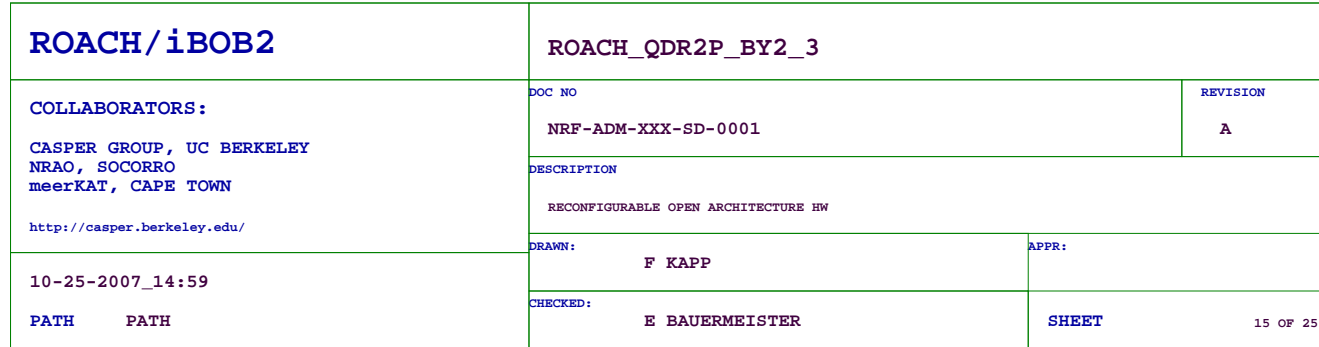 ROACH/iBOB2
ROACH_QDR2P_BY2_3
COLLABORATORS:
CASPER GROUP, UC BERKELEY
NRAO, SOCORRO
meerKAT, CAPE TOWN
http://casper.berkeley.edu/
DOC NO
NRF-ADM-XXX-SD-0001
REVISION
A
DESCRIPTION
RECONFIGURABLE OPEN ARCHITECTURE HW
DRAWN:
F KAPP
APPR:
10-25-2007_14:59
PATH PATH
CHECKED:
E BAUERMEISTER
SHEET 15 OF 25